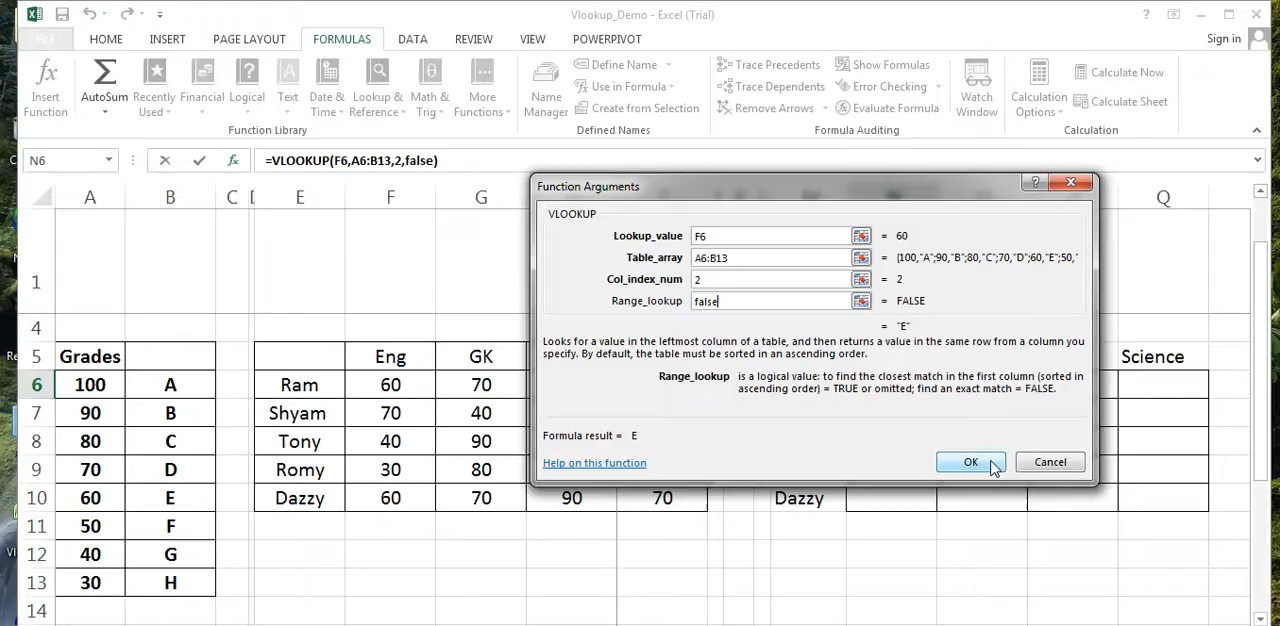 Vlookup_Demo - Excel (Trial)
FILE HOME INSERT PAGE LAYOUT FORMULAS DATA REVIEW VIEW POWERPIVOT Sign in
Insert Function
AutoSum
Recently Used
Financial
Logical
Text
Date & Time
Lookup & Reference
Math & Trig
More Functions
Function Library
Name Manager
Define Name
Use in Formula
Create from Selection
Defined Names
Trace Precedents
Trace Dependents
Remove Arrows
Show Formulas
Error Checking
Evaluate Formula
Formula Auditing
Watch Window
Calculation Options
Calculate Now
Calculate Sheet
Calculation
N6 fx =VLOOKUP(F6,A6:B13,2,false)
A B C E F G Q
Function Arguments
VLOOKUP
Lookup_value F6 = 60
Table_array A6:B13 = {100,"A";90,"B";80,"C";70,"D";60,"E";50,"
Col_index_num 2 = 2
Range_lookup false = FALSE
= "E"
Looks for a value in the leftmost column of a table, and then returns a value in the same row from a column you
specify. By default, the table must be sorted in an ascending order.
Range_lookup is a logical value: to find the closest match in the first column (sorted in
ascending order) = TRUE or omitted; find an exact match = FALSE.
Formula result = E
Help on this function
OK Cancel
1
4
5 Grades Eng GK Science
6 100 A Ram 60 70
7 90 B Shyam 70 40
8 80 C Tony 40 90
9 70 D Romy 30 80
10 60 E Dazzy 60 70 90 70 Dazzy
11 50 F
12 40 G
13 30 H
14